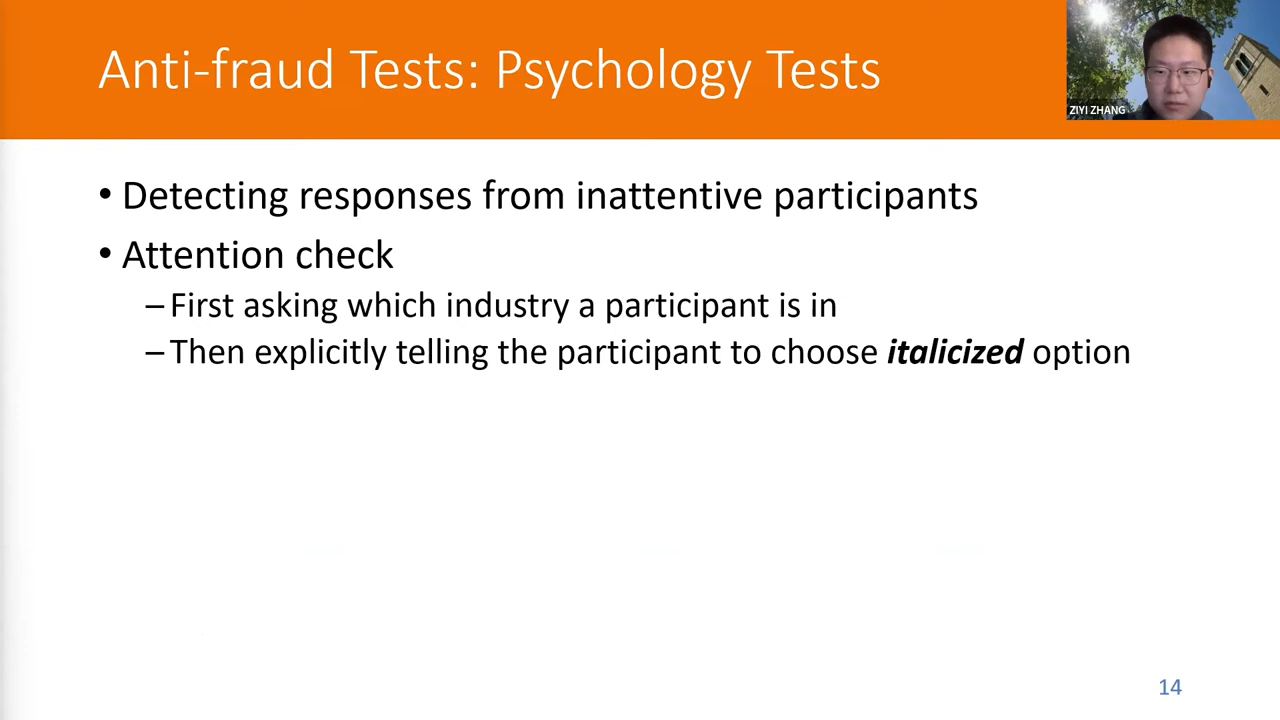 Anti-fraud Tests: Psychology Tests
ZIYI ZHANG
• Detecting responses from inattentive participants
• Attention check
– First asking which industry a participant is in
– Then explicitly telling the participant to choose italicized option
14